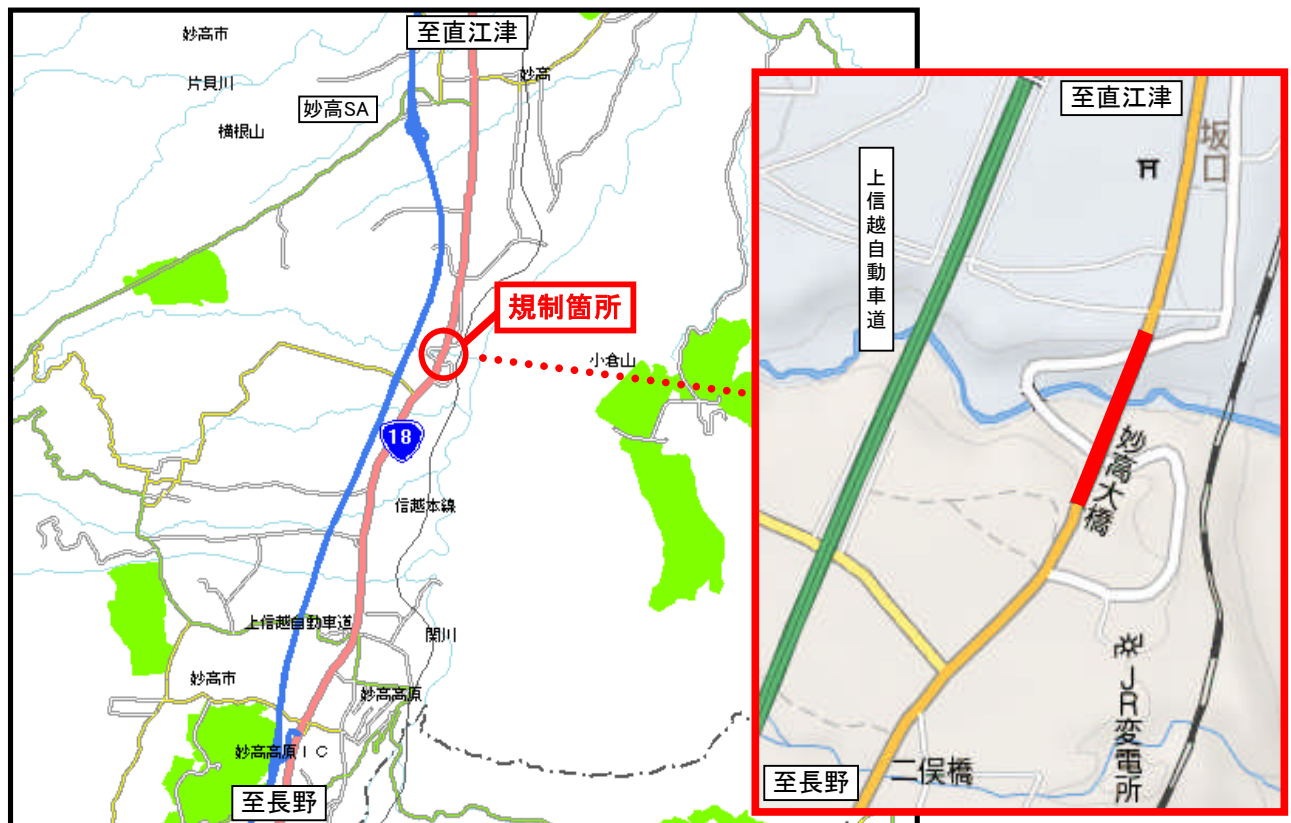 至直江津
妙高市
妙高
片貝川
妙高SA
横根山
規制箇所
小倉山
18
信越本線
上信越自動車道
関川
妙高市
妙高高原
妙高高原IC
至長野
至直江津
坂口
上信越自動車道
妙高大橋
JR変電所
二俣橋
至長野